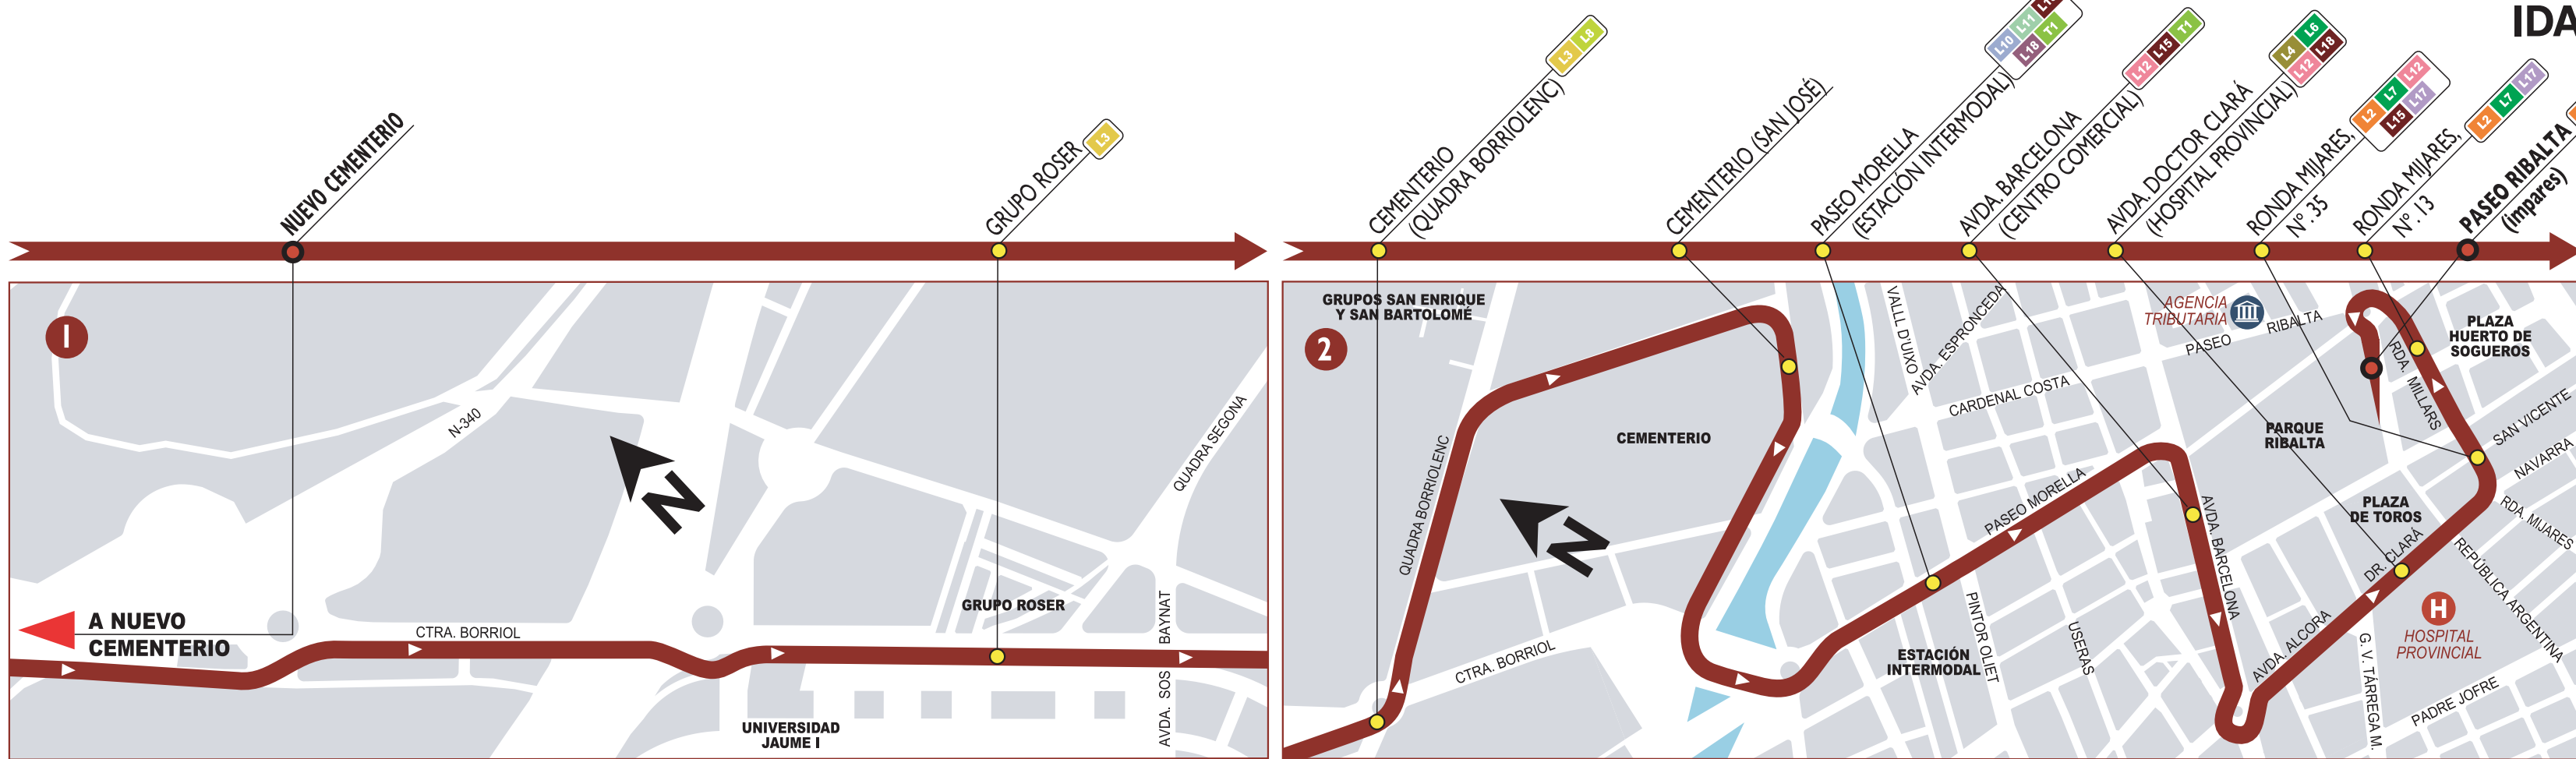 IDA
NUEVO CEMENTERIO
GRUPO ROSER
L3
CEMENTERIO
(QUADRA BORRIOLENC)
L3 L8
CEMENTERIO (SAN JOSÉ)
PASEO MORELLA
(ESTACIÓN INTERMODAL)
L10 L11
L18 T1
AVDA. BARCELONA
(CENTRO COMERCIAL)
L12 L15 T1
AVDA. DOCTOR CLARÁ
(HOSPITAL PROVINCIAL)
L4 L6
L12 L18
RONDA MIJARES,
Nº. 35
L2 L7 L12
L15 L17
RONDA MIJARES,
Nº. 13
L2 L7 L17
PASEO RIBALTA
(impares)
1
N-340
N
QUADRA SEGONA
A NUEVO
CEMENTERIO
CTRA. BORRIOL
GRUPO ROSER
UNIVERSIDAD
JAUME I
AVDA. SOS BAYNAT
2
GRUPOS SAN ENRIQUE
Y SAN BARTOLOMÉ
QUADRA BORRIOLENC
CEMENTERIO
N
CTRA. BORRIOL
VALLL D'UIXO
AVDA. ESPRONCEDA
CARDENAL COSTA
AGENCIA
TRIBUTARIA
PASEO RIBALTA
PLAZA
HUERTO DE
SOGUEROS
RDA. MILLARS
SAN VICENTE
NAVARRA
PARQUE
RIBALTA
PASEO MORELLA
PLAZA
DE TOROS
RDA. MIJARES
AVDA. BARCELONA
DR. CLARÁ
REPÚBLICA ARGENTINA
ESTACIÓN
INTERMODAL
PINTOR OLIET
USERAS
AVDA. ALCORA
H
HOSPITAL
PROVINCIAL
G. V. TÁRREGA M.
PADRE JOFRE